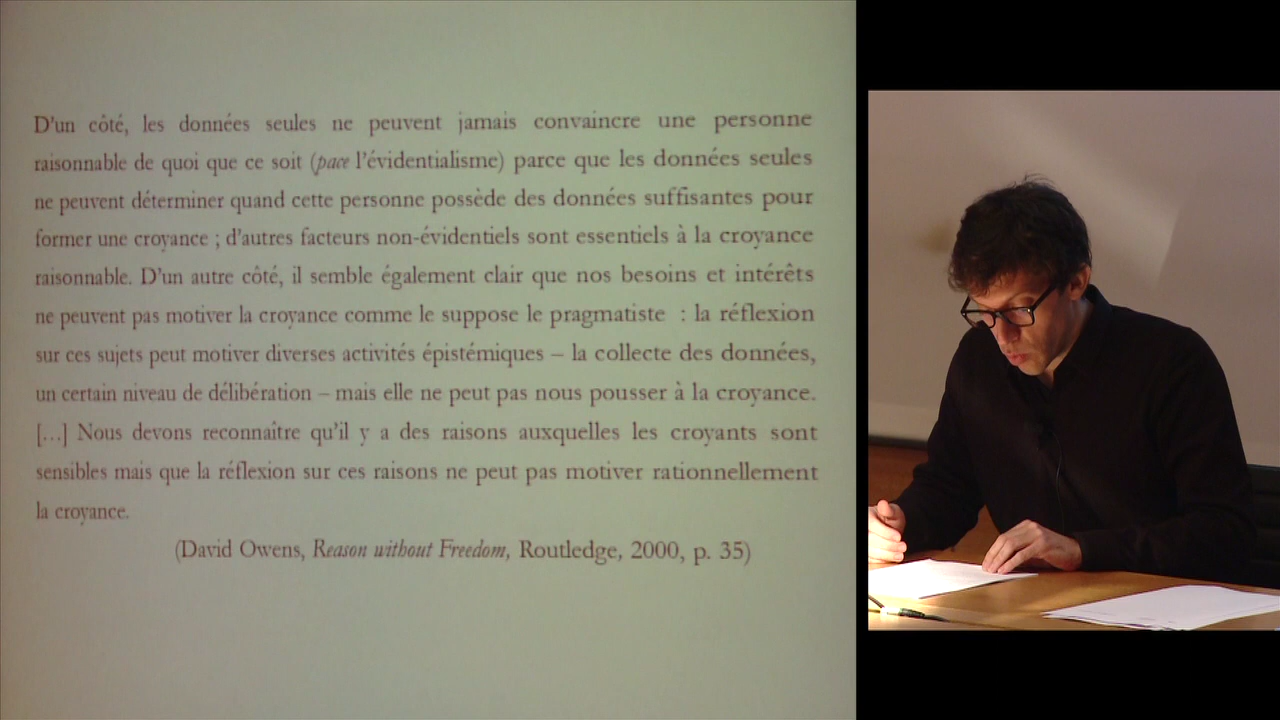 D'un côté, les données seules ne peuvent jamais convaincre une personne
raisonnable de quoi que ce soit (pace l'évidentialisme) parce que les données seules
ne peuvent déterminer quand cette personne possède des données suffisantes pour
former une croyance ; d'autres facteurs non-évidentiels sont essentiels à la croyance
raisonnable. D'un autre côté, il semble également clair que nos besoins et intérêts
ne peuvent pas motiver la croyance comme le suppose le pragmatiste : la réflexion
sur ces sujets peut motiver diverses activités épistémiques – la collecte des données,
un certain niveau de délibération – mais elle ne peut pas nous pousser à la croyance.
[…] Nous devons reconnaître qu'il y a des raisons auxquelles les croyants sont
sensibles mais que la réflexion sur ces raisons ne peut pas motiver rationnellement
la croyance.
(David Owens, Reason without Freedom, Routledge, 2000, p. 35)